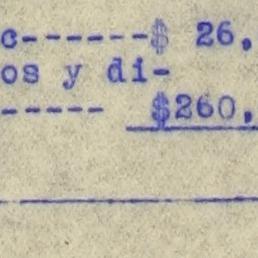 c------$ 26,
os y di-
----- $260,